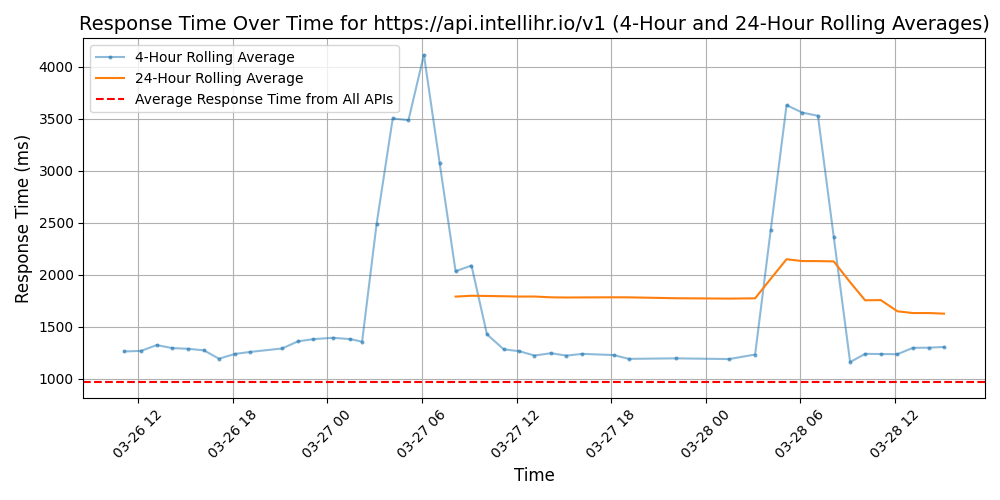 Response Time Over Time for https://api.intellihr.io/v1 (4-Hour and 24-Hour Rolling Averages)
4-Hour Rolling Average
24-Hour Rolling Average
Average Response Time from All APIs
Response Time (ms)
4000
3500
3000
2500
2000
1500
1000
03-26 12
03-26 18
03-27 00
03-27 06
03-27 12
03-27 18
03-28 00
03-28 06
03-28 12
Time